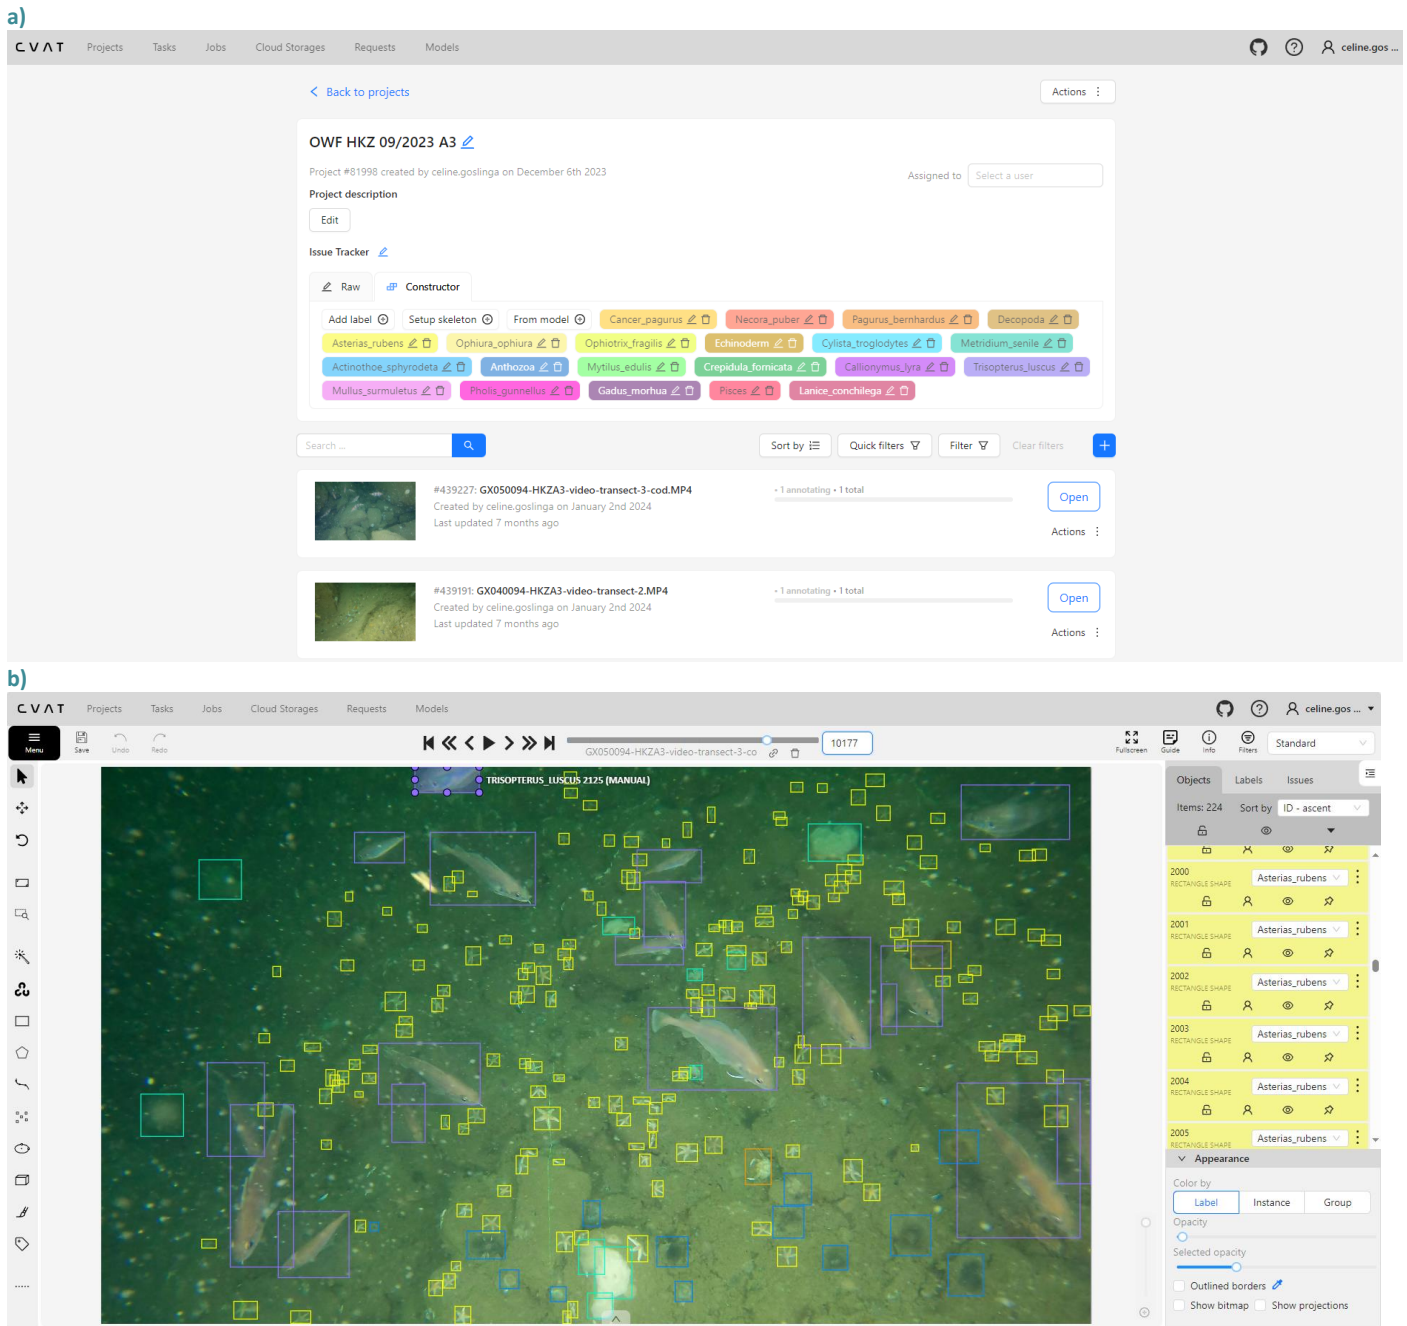 a)
CVAT Projects Tasks Jobs Cloud Storages Requests Models celine.gos ...
Back to projects Actions
OWF HKZ 09/2023 A3
Project #81998 created by celine.goslinga on December 6th 2023
Assigned to Select a user
Project description
Edit
Issue Tracker
Raw Constructor
Add label Setup skeleton From model Cancer_pagurus Necora_puber Pagurus_bernhardus Decopoda
Asterias_rubens Ophiura_ophiura Ophiotrix_fragilis Echinoderm Cylista_troglodytes Metridium_senile
Actinothoe_sphyrodeta Anthozoa Mytilus_edulis Crepidula_fornicata Callionymus_lyra Trisopterus_luscus
Mullus_surmuletus Pholis_gunnellus Gadus_morhua Pisces Lanice_conchilega
Search ... Sort by Quick filters Filter Clear filters +
#439227: GX050094-HKZA3-video-transect-3-cod.MP4 • 1 annotating • 1 total
Created by celine.goslinga on January 2nd 2024 Open
Last updated 7 months ago
Actions
#439191: GX040094-HKZA3-video-transect-2.MP4 • 1 annotating • 1 total
Created by celine.goslinga on January 2nd 2024 Open
Last updated 7 months ago
Actions
b)
CVAT Projects Tasks Jobs Cloud Storages Requests Models celine.gos ...
Menu Save Undo Redo 10177 Fullscreen Guide Info Filters Standard
GX050094-HKZA3-video-transect-3-co
TRISOPTERUS_LUSCUS 2125 (MANUAL)
Objects Labels Issues
Items: 224 Sort by ID - ascent
2000
RECTANGLE SHAPE Asterias_rubens
2001
RECTANGLE SHAPE Asterias_rubens
2002
RECTANGLE SHAPE Asterias_rubens
2003
RECTANGLE SHAPE Asterias_rubens
2004
RECTANGLE SHAPE Asterias_rubens
2005
RECTANGLE SHAPE Asterias_rubens
Appearance
Color by
Label Instance Group
Opacity
Selected opacity
Outlined borders
Show bitmap Show projections